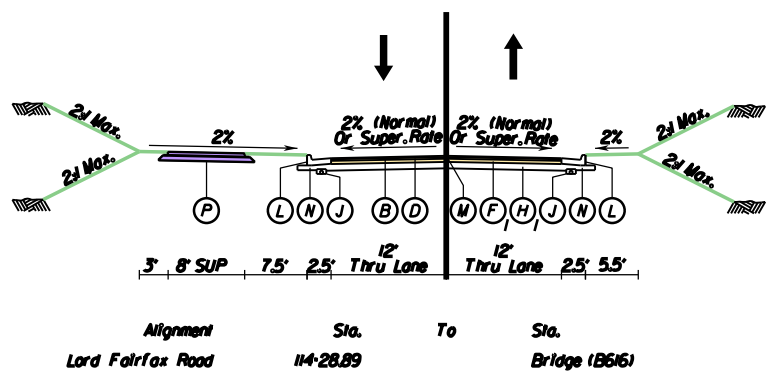 2:1 Max.
2:1 Max.
2%
2% (Normal)
Or Super. Rate
2% (Normal)
Or Super. Rate
2%
2:1 Max.
2:1 Max.
P L N J B D M F H J N L
3' 8' SUP 7.5' 2.5' 12' Thru Lane 12' Thru Lane 2.5' 5.5'
Alignment Sta. To Sta.
Lord Fairfax Road 114+28.89 Bridge (B616)